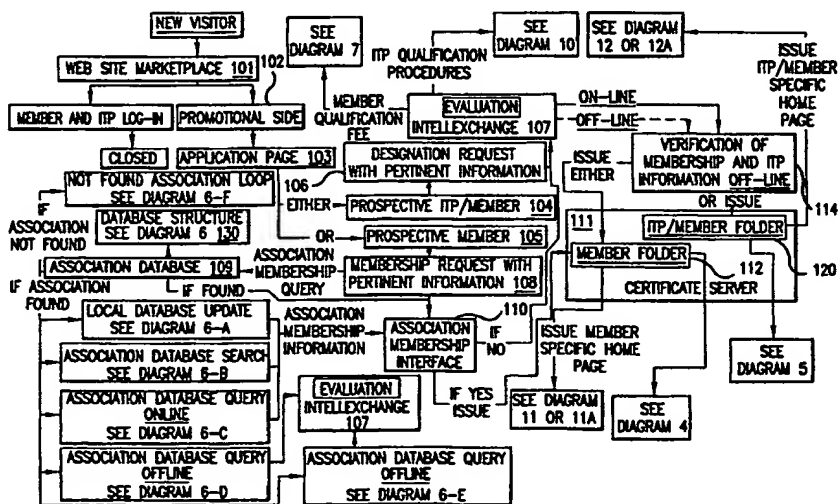 NEW VISITOR
WEB SITE MARKETPLACE 101
102
MEMBER AND ITP LOG-IN
PROMOTIONAL SIDE
CLOSED
APPLICATION PAGE 103
NOT FOUND ASSOCIATION LOOP
SEE DIAGRAM 6-F
IF
ASSOCIATION
NOT FOUND
DATABASE STRUCTURE
SEE DIAGRAM 6 130
ASSOCIATION DATABASE 109
IF ASSOCIATION
FOUND
IF FOUND
ASSOCIATION
MEMBERSHIP
QUERY
SEE
DIAGRAM 7
ITP QUALIFICATION
PROCEDURES
SEE
DIAGRAM 10
SEE DIAGRAM
12 OR 12A
ISSUE
ITP/MEMBER
SPECIFIC
HOME
PAGE
MEMBER
QUALIFICATION
FEE
EVALUATION
INTELLEXCHANGE 107
ON-LINE
OFF-LINE
DESIGNATION REQUEST
WITH PERTINENT INFORMATION
106
EITHER
PROSPECTIVE ITP/MEMBER 104
OR
PROSPECTIVE MEMBER 105
MEMBERSHIP REQUEST WITH
PERTINENT INFORMATION 108
ISSUE
EITHER
VERIFICATION OF
MEMBERSHIP AND ITP
INFORMATION OFF-LINE
114
OR ISSUE
111
ITP/MEMBER FOLDER
120
MEMBER FOLDER
112
CERTIFICATE SERVER
LOCAL DATABASE UPDATE
SEE DIAGRAM 6-A
ASSOCIATION DATABASE SEARCH
SEE DIAGRAM 6-B
ASSOCIATION DATABASE QUERY
ONLINE
SEE DIAGRAM 6-C
ASSOCIATION DATABASE QUERY
OFFLINE
SEE DIAGRAM 6-D
ASSOCIATION
MEMBERSHIP
INFORMATION
110
ASSOCIATION
MEMBERSHIP
INTERFACE
IF
NO
IF YES
ISSUE
ISSUE MEMBER
SPECIFIC HOME
PAGE
SEE DIAGRAM
11 OR 11A
SEE
DIAGRAM 4
SEE
DIAGRAM 5
EVALUATION
INTELLEXCHANGE
107
ASSOCIATION DATABASE QUERY
OFFLINE
SEE DIAGRAM 6-E